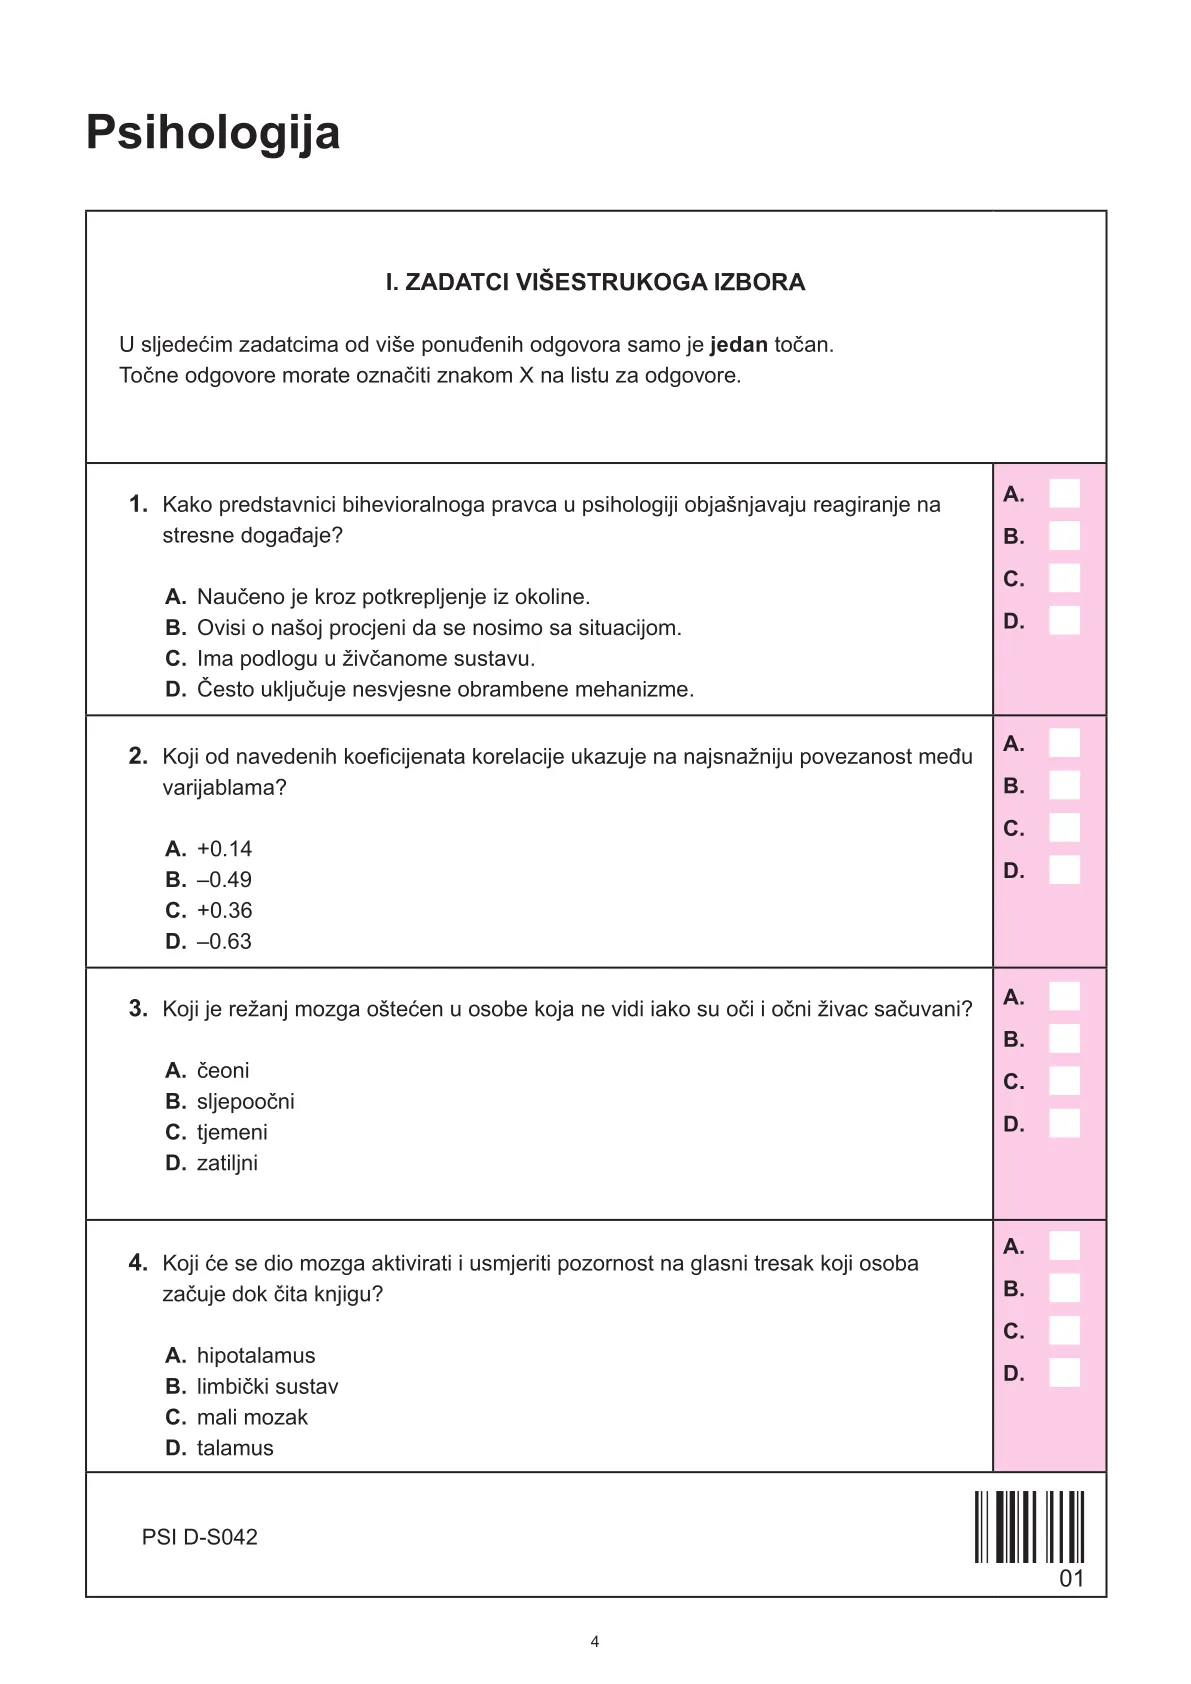 Psihologija
I. ZADATCI VIŠESTRUKOGA IZBORA
U sljedećim zadatcima od više ponuđenih odgovora samo je jedan točan.
Točne odgovore morate označiti znakom X na listu za odgovore.
1. Kako predstavnici bihevioralnoga pravca u psihologiji objašnjavaju reagiranje na
stresne događaje?
A. Naučeno je kroz potkrepljenje iz okoline.
B. Ovisi o našoj procjeni da se nosimo sa situacijom.
C. Ima podlogu u živčanome sustavu.
D. Često uključuje nesvjesne obrambene mehanizme.
A.
B.
C.
D.
2. Koji od navedenih koeficijenata korelacije ukazuje na najsnažniju povezanost među
varijablama?
A. +0.14
B. –0.49
C. +0.36
D. –0.63
A.
B.
C.
D.
3. Koji je režanj mozga oštećen u osobe koja ne vidi iako su oči i očni živac sačuvani?
A. čeoni
B. sljepoočni
C. tjemeni
D. zatiljni
A.
B.
C.
D.
4. Koji će se dio mozga aktivirati i usmjeriti pozornost na glasni tresak koji osoba
začuje dok čita knjigu?
A. hipotalamus
B. limbički sustav
C. mali mozak
D. talamus
A.
B.
C.
D.
PSI D-S042
01
4